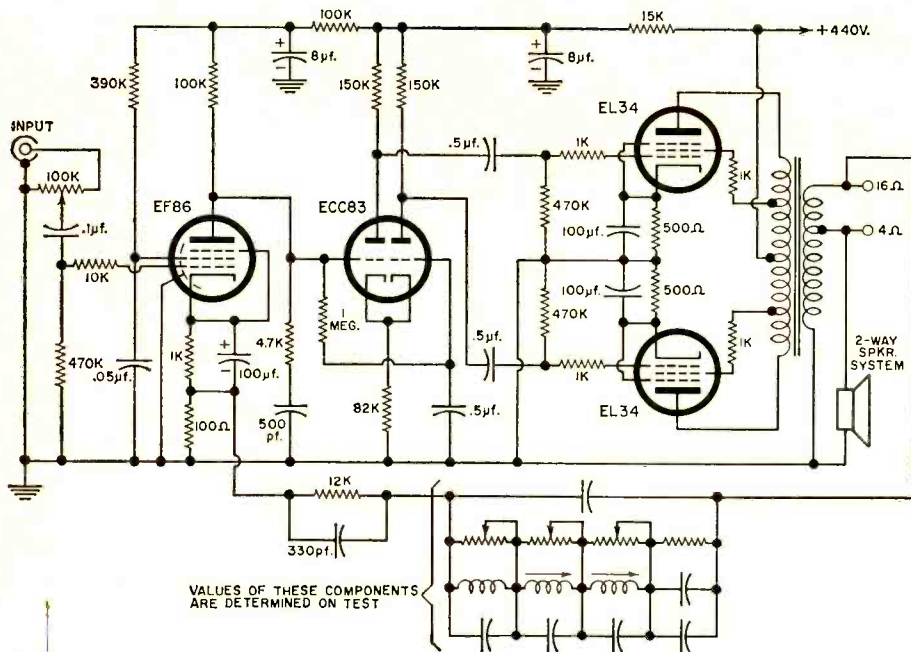 100K
15K
+440V.
+
8µf.
−
+
8µf.
−
390K
100K
150K
150K
INPUT
100K
.1µf.
EF86
10K
470K
.05µf.
1K
+
100µf.
100Ω
4.7K
500
pf.
ECC83
1
MEG.
82K
.5µf.
.5µf.
.5µf.
EL34
1K
1K
470K
100µf.
500Ω
100µf.
500Ω
470K
1K
1K
EL34
16Ω
4Ω
2-WAY
SPKR.
SYSTEM
12K
330pf.
VALUES OF THESE COMPONENTS
ARE DETERMINED ON TEST